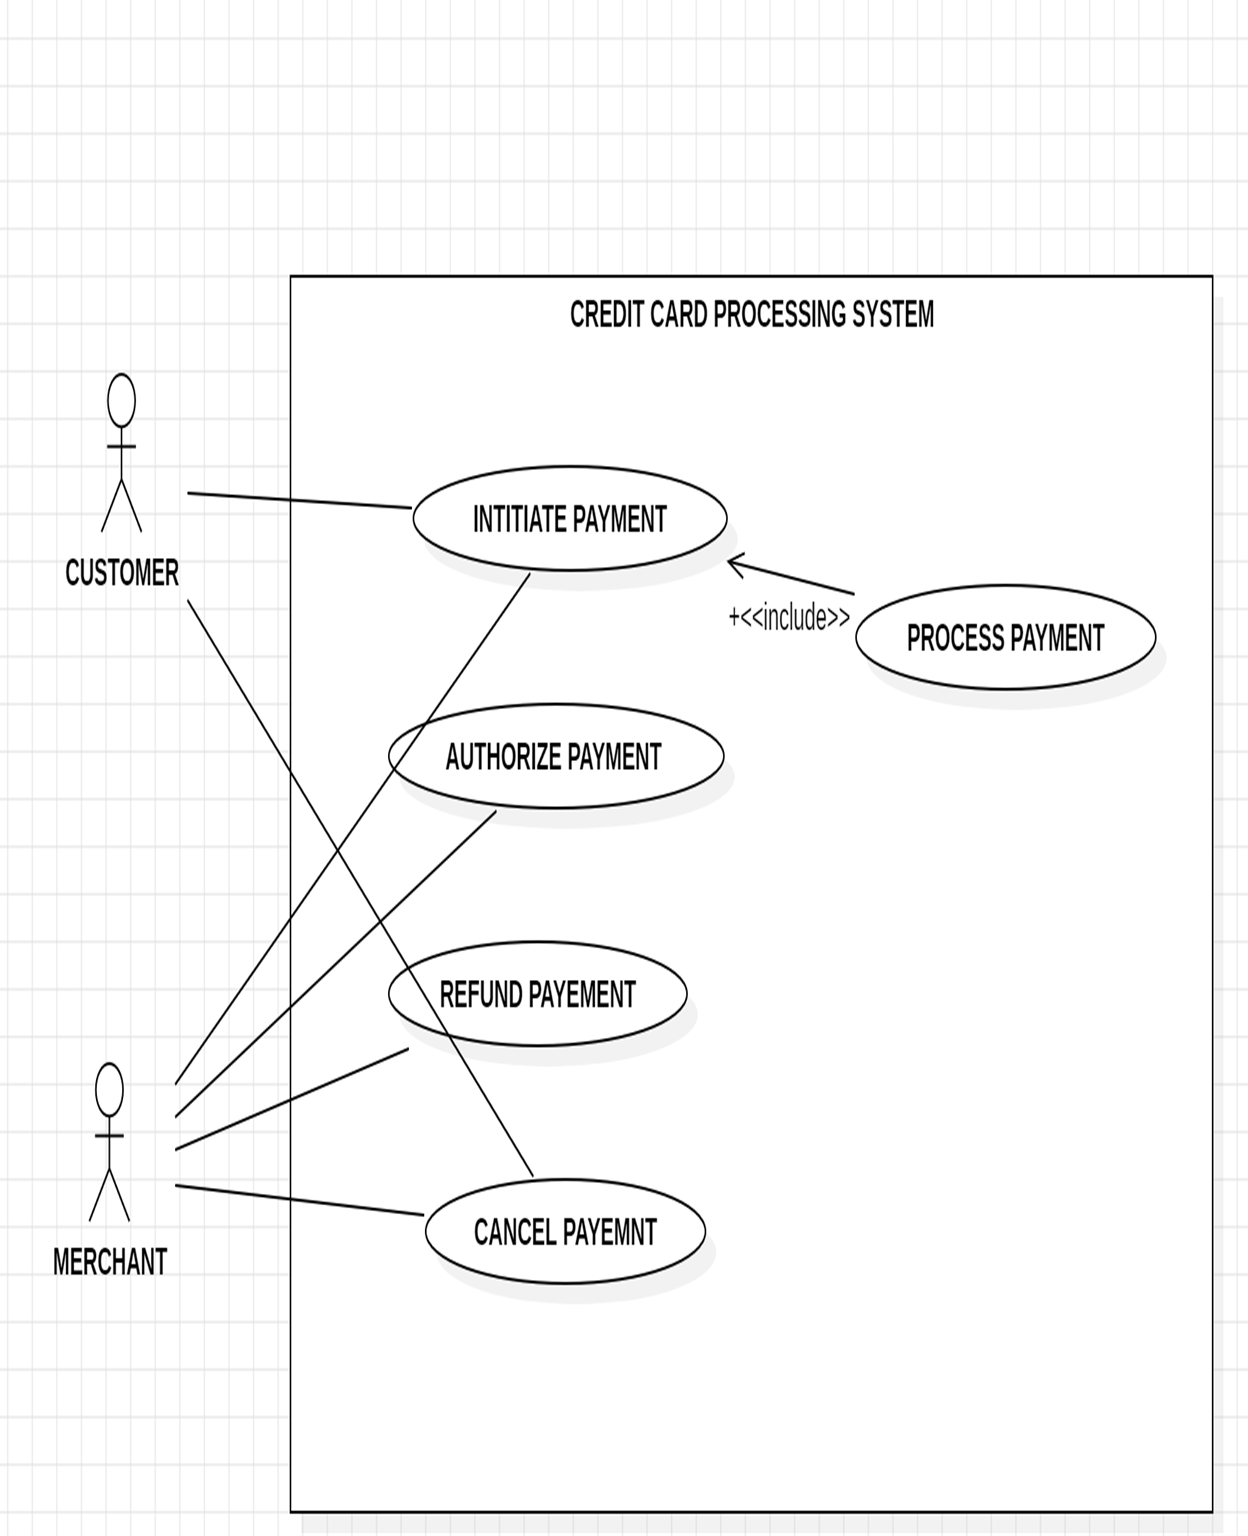 CREDIT CARD PROCESSING SYSTEM
INTITIATE PAYMENT
CUSTOMER
+<<include>>
PROCESS PAYMENT
AUTHORIZE PAYMENT
REFUND PAYEMENT
CANCEL PAYEMNT
MERCHANT